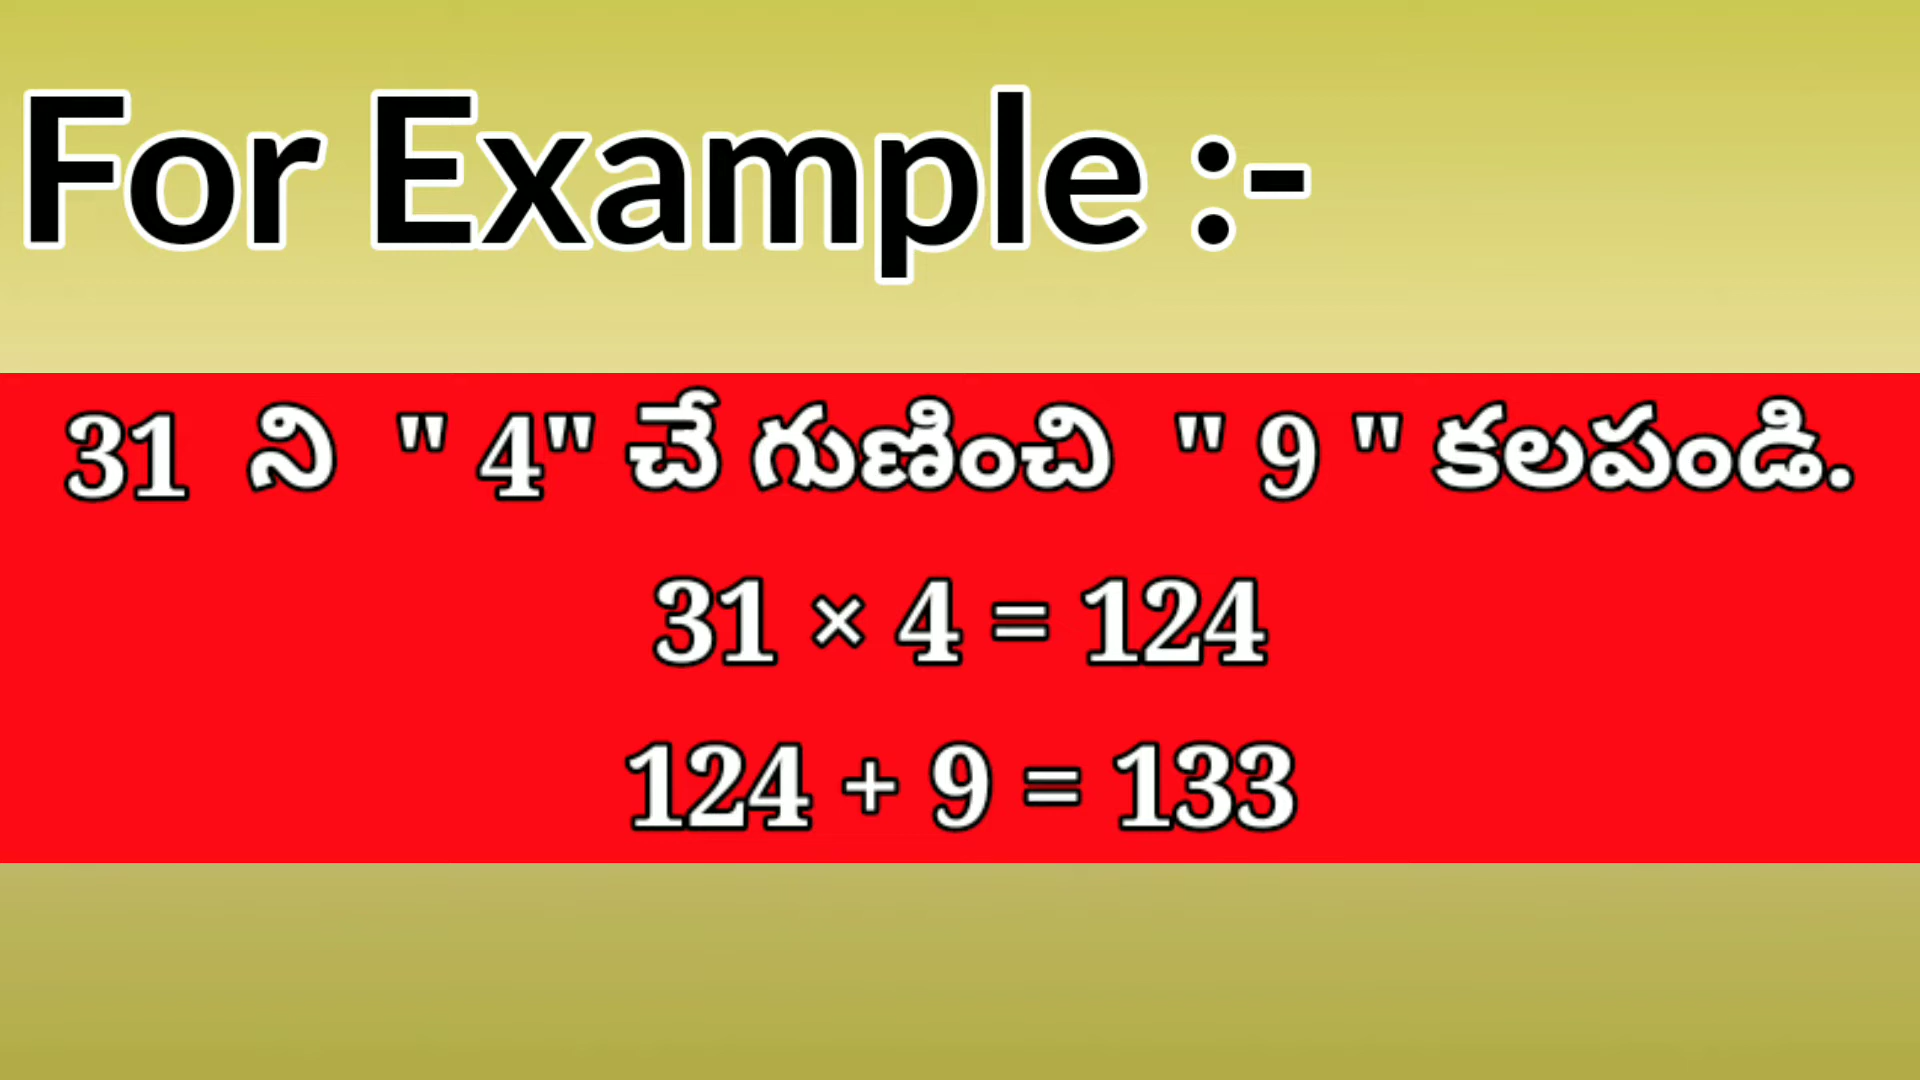 For Example :-
31 ని " 4" చే గుణించి " 9 " కలపండి.
31 × 4 = 124
124 + 9 = 133